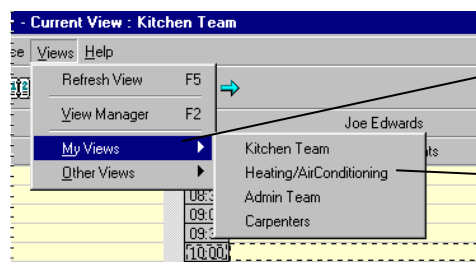 - Current View : Kitchen Team
Views Help
Refresh View F5
View Manager F2
Joe Edwards
My Views
Other Views
Kitchen Team
Heating/AirConditioning
Admin Team
Carpenters
10:00